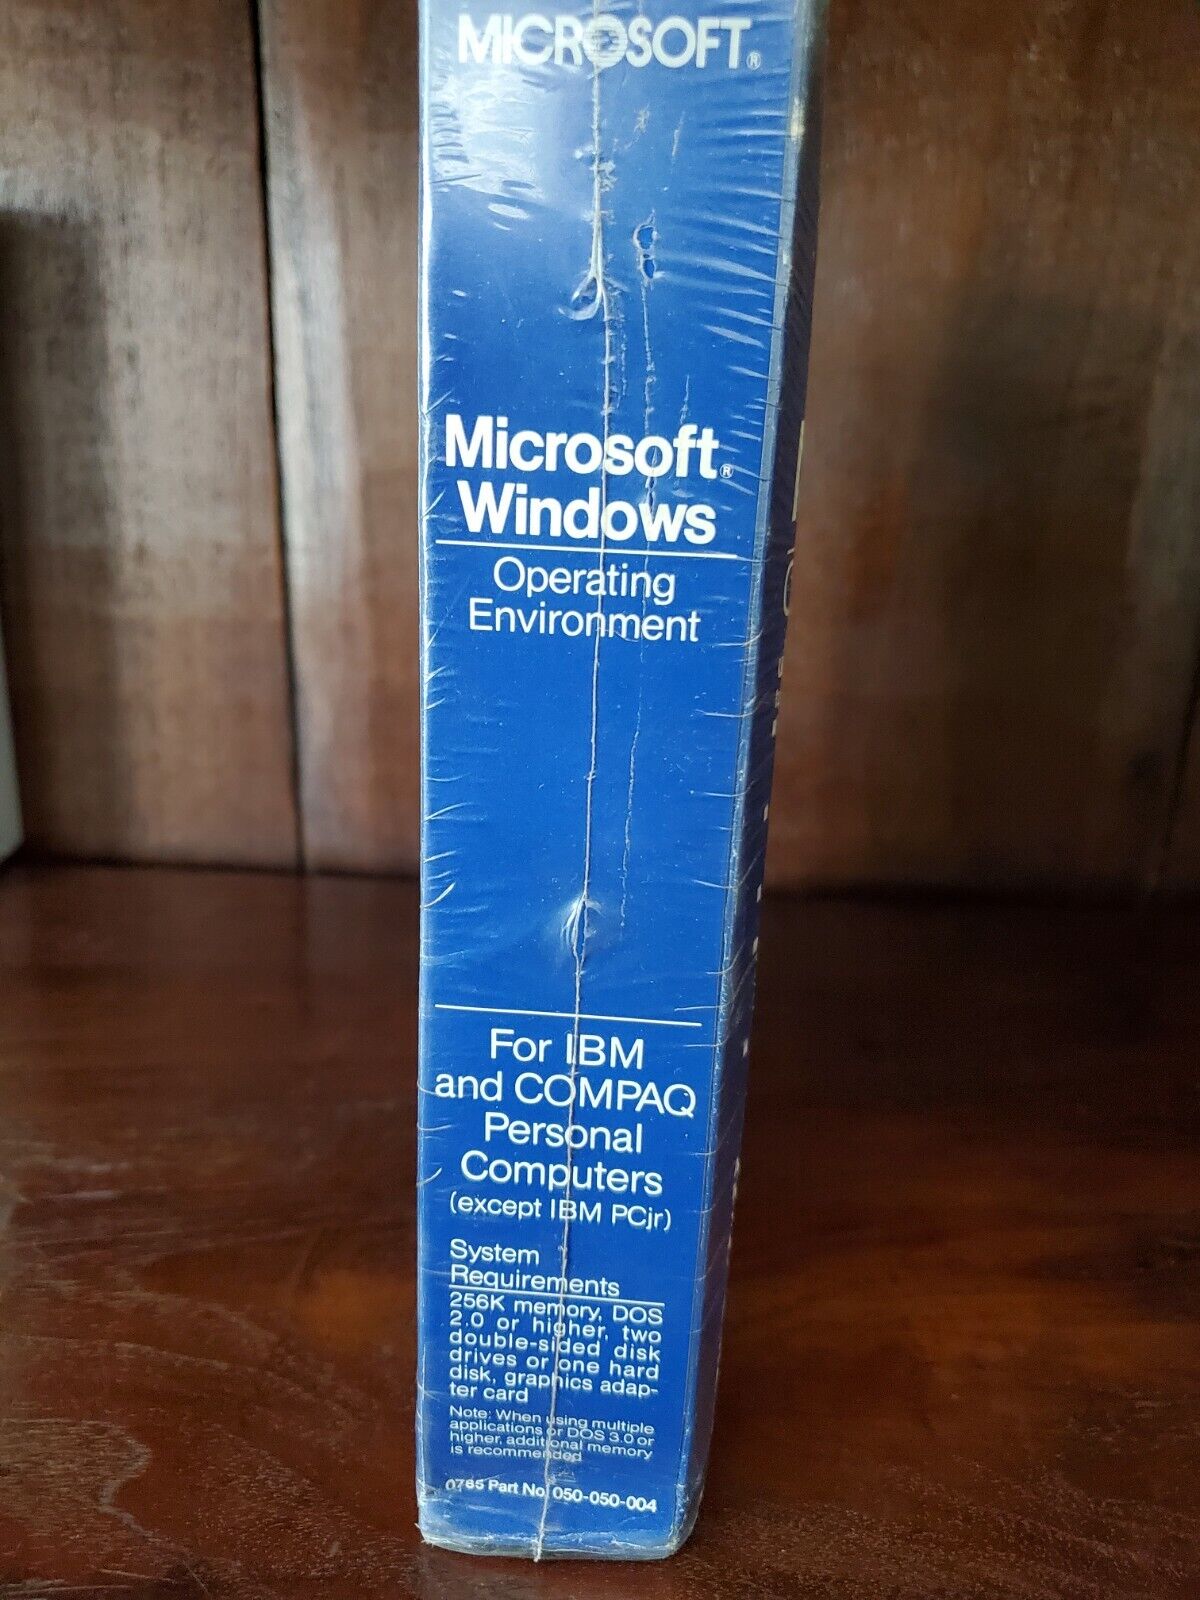 MICROSOFT®
Microsoft®
Windows
Operating
Environment
For IBM
and COMPAQ
Personal
Computers
(except IBM PCjr)
System
Requirements
256K memory, DOS
2.0 or higher, two
double-sided disk
drives or one hard
disk, graphics adap-
ter card
Note: When using multiple
applications or DOS 3.0 or
higher, additional memory
is recommended
0785 Part No. 050-050-004